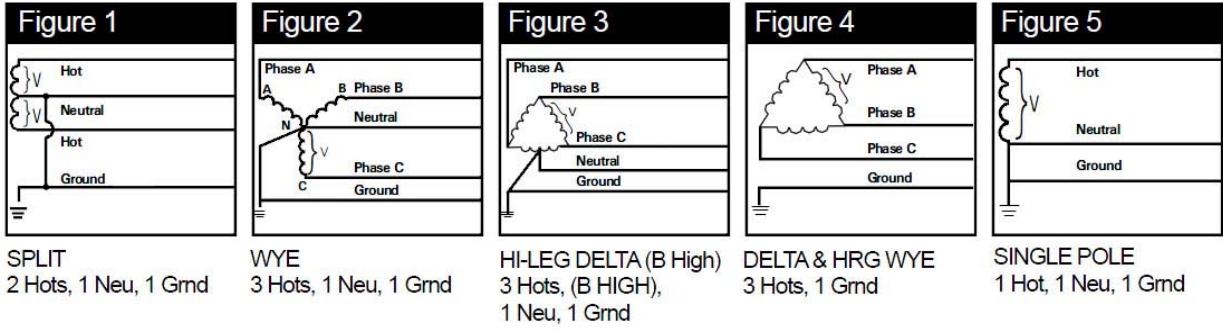 Figure 1
Hot
V
Neutral
V
Hot
Ground
SPLIT
2 Hots, 1 Neu, 1 Grnd
Figure 2
Phase A
A
B Phase B
N
Neutral
V
Phase C
C
Ground
WYE
3 Hots, 1 Neu, 1 Grnd
Figure 3
Phase A
Phase B
V
Phase C
Neutral
Ground
HI-LEG DELTA (B High)
3 Hots, (B HIGH),
1 Neu, 1 Grnd
Figure 4
V
Phase A
Phase B
Phase C
Ground
DELTA & HRG WYE
3 Hots, 1 Grnd
Figure 5
Hot
V
Neutral
Ground
SINGLE POLE
1 Hot, 1 Neu, 1 Grnd